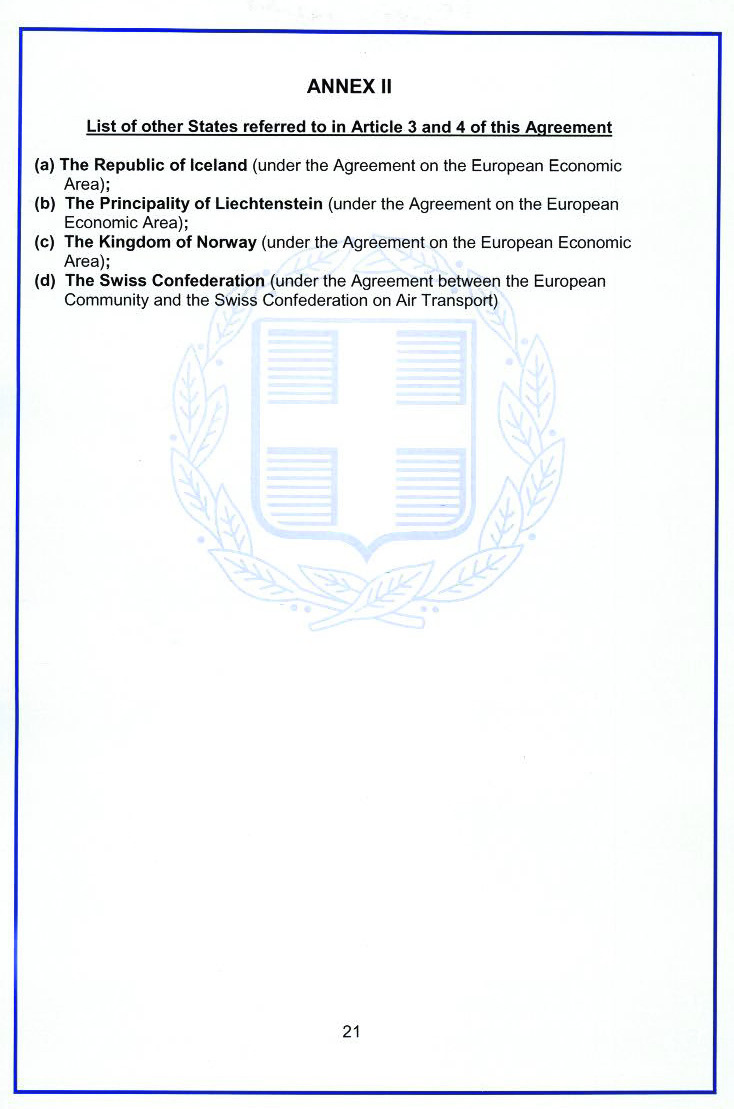 ANNEX II
List of other States referred to in Article 3 and 4 of this Agreement
(a) The Republic of Iceland (under the Agreement on the European Economic
Area);
(b) The Principality of Liechtenstein (under the Agreement on the European
Economic Area);
(c) The Kingdom of Norway (under the Agreement on the European Economic
Area);
(d) The Swiss Confederation (under the Agreement between the European
Community and the Swiss Confederation on Air Transport)
21